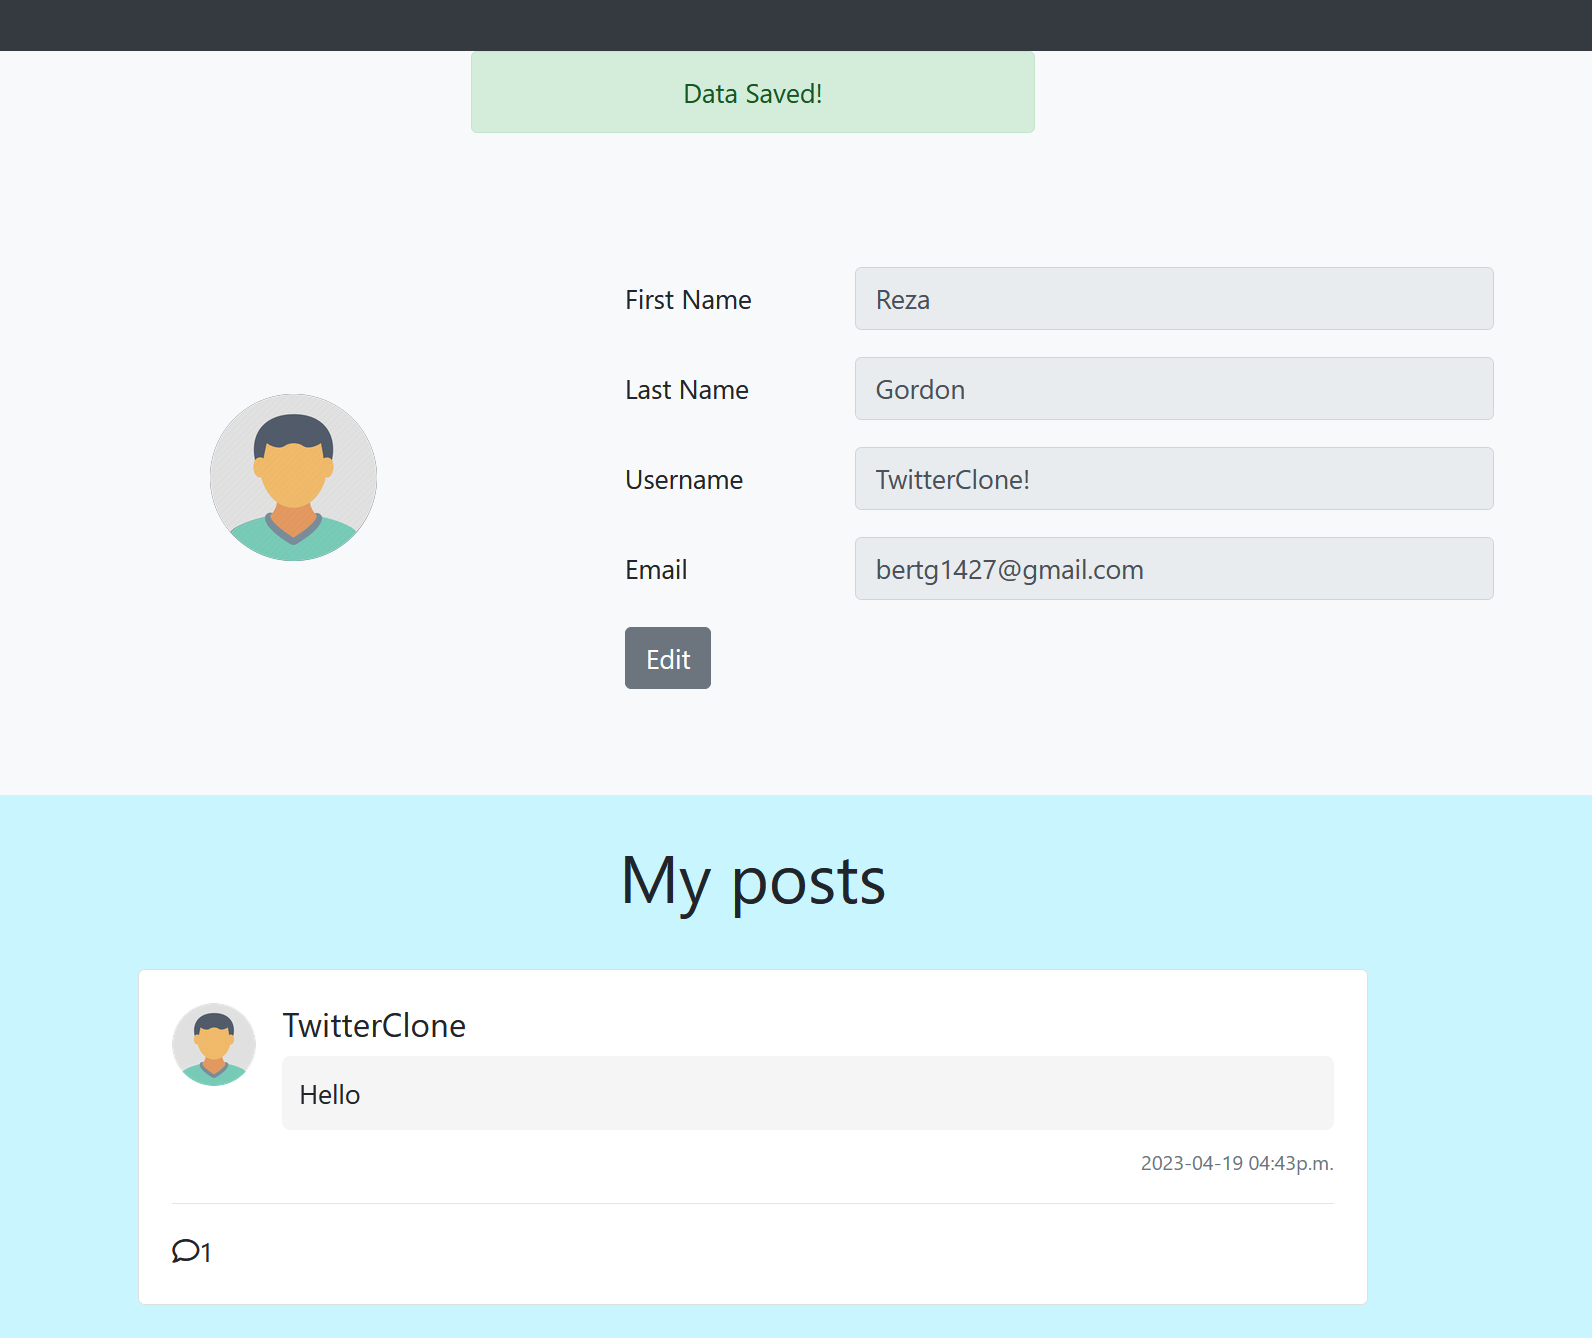 Data Saved!
First Name Reza
Last Name Gordon
Username TwitterClone!
Email bertg1427@gmail.com
Edit
My posts
TwitterClone
Hello
2023-04-19 04:43p.m.
1